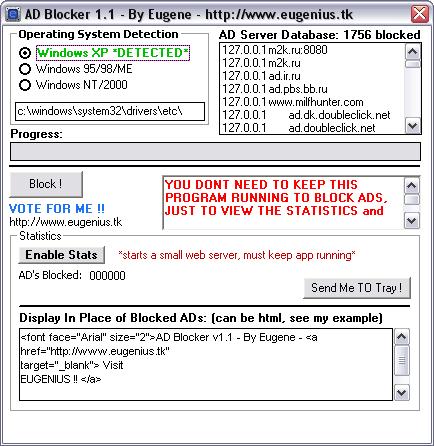 AD Blocker 1.1 - By Eugene - http://www.eugenius.tk
Operating System Detection
Windows XP *DETECTED*
Windows 95/98/ME
Windows NT/2000
c:\windows\system32\drivers\etc\
AD Server Database: 1756 blocked
127.0.0.1 m2k.ru:8080
127.0.0.1 m2k.ru
127.0.0.1 ad.ir.ru
127.0.0.1 ad.pbs.bb.ru
127.0.0.1 www.milfhunter.com
127.0.0.1 ad.dk.doubleclick.net
127.0.0.1 ad.doubleclick.net
Progress:
Block !
VOTE FOR ME !!
http://www.eugenius.tk
YOU DONT NEED TO KEEP THIS
PROGRAM RUNNING TO BLOCK ADS,
JUST TO VIEW THE STATISTICS and
Statistics
Enable Stats
*starts a small web server, must keep app running*
AD's Blocked: 000000
Send Me TO Tray !
Display In Place of Blocked ADs: (can be html, see my example)
<font face="Arial" size="2">AD Blocker v1.1 - By Eugene - <a
href="http://www.eugenius.tk"
target="_blank"> Visit
EUGENIUS !! </a>